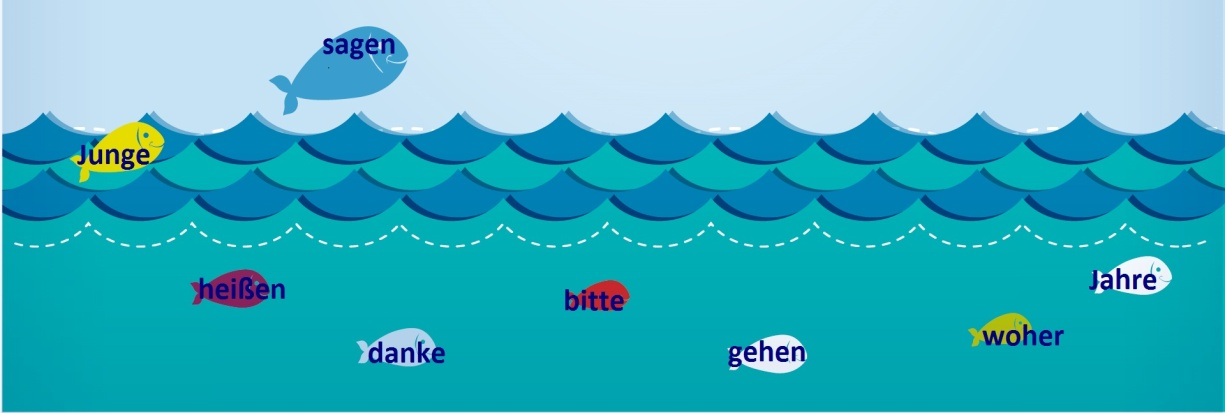 sagen
Junge
heißen
bitte
Jahre
danke
gehen
woher